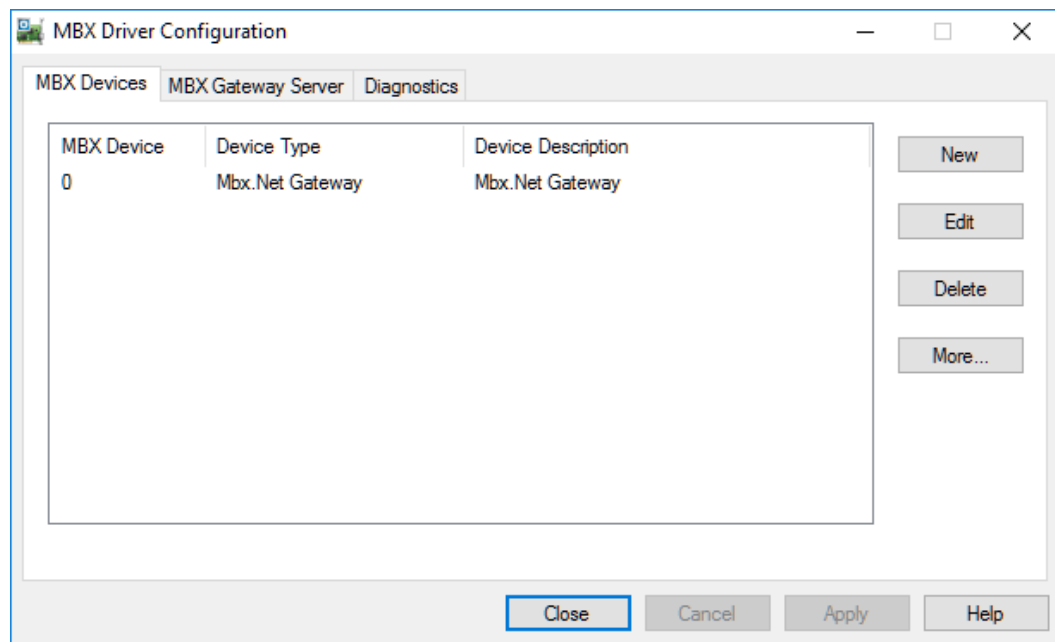 MBX Driver Configuration
MBX Devices MBX Gateway Server Diagnostics
MBX Device Device Type Device Description
0 Mbx.Net Gateway Mbx.Net Gateway
New
Edit
Delete
More...
Close Cancel Apply Help